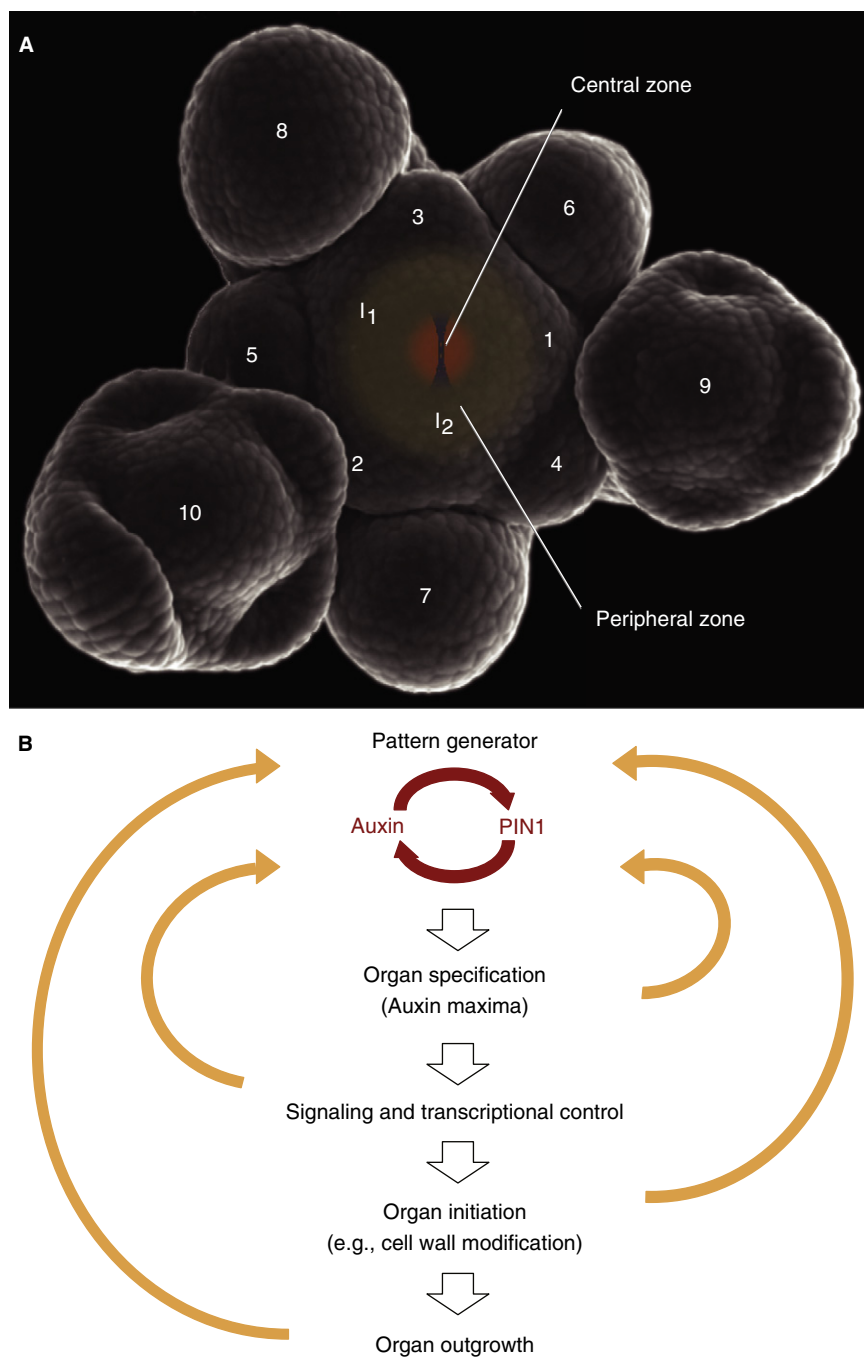 A
Central zone
8
3
6
I1
1
5
9
I2
2
4
10
7
Peripheral zone
B
Pattern generator
Auxin PIN1
Organ specification
(Auxin maxima)
Signaling and transcriptional control
Organ initiation
(e.g., cell wall modification)
Organ outgrowth